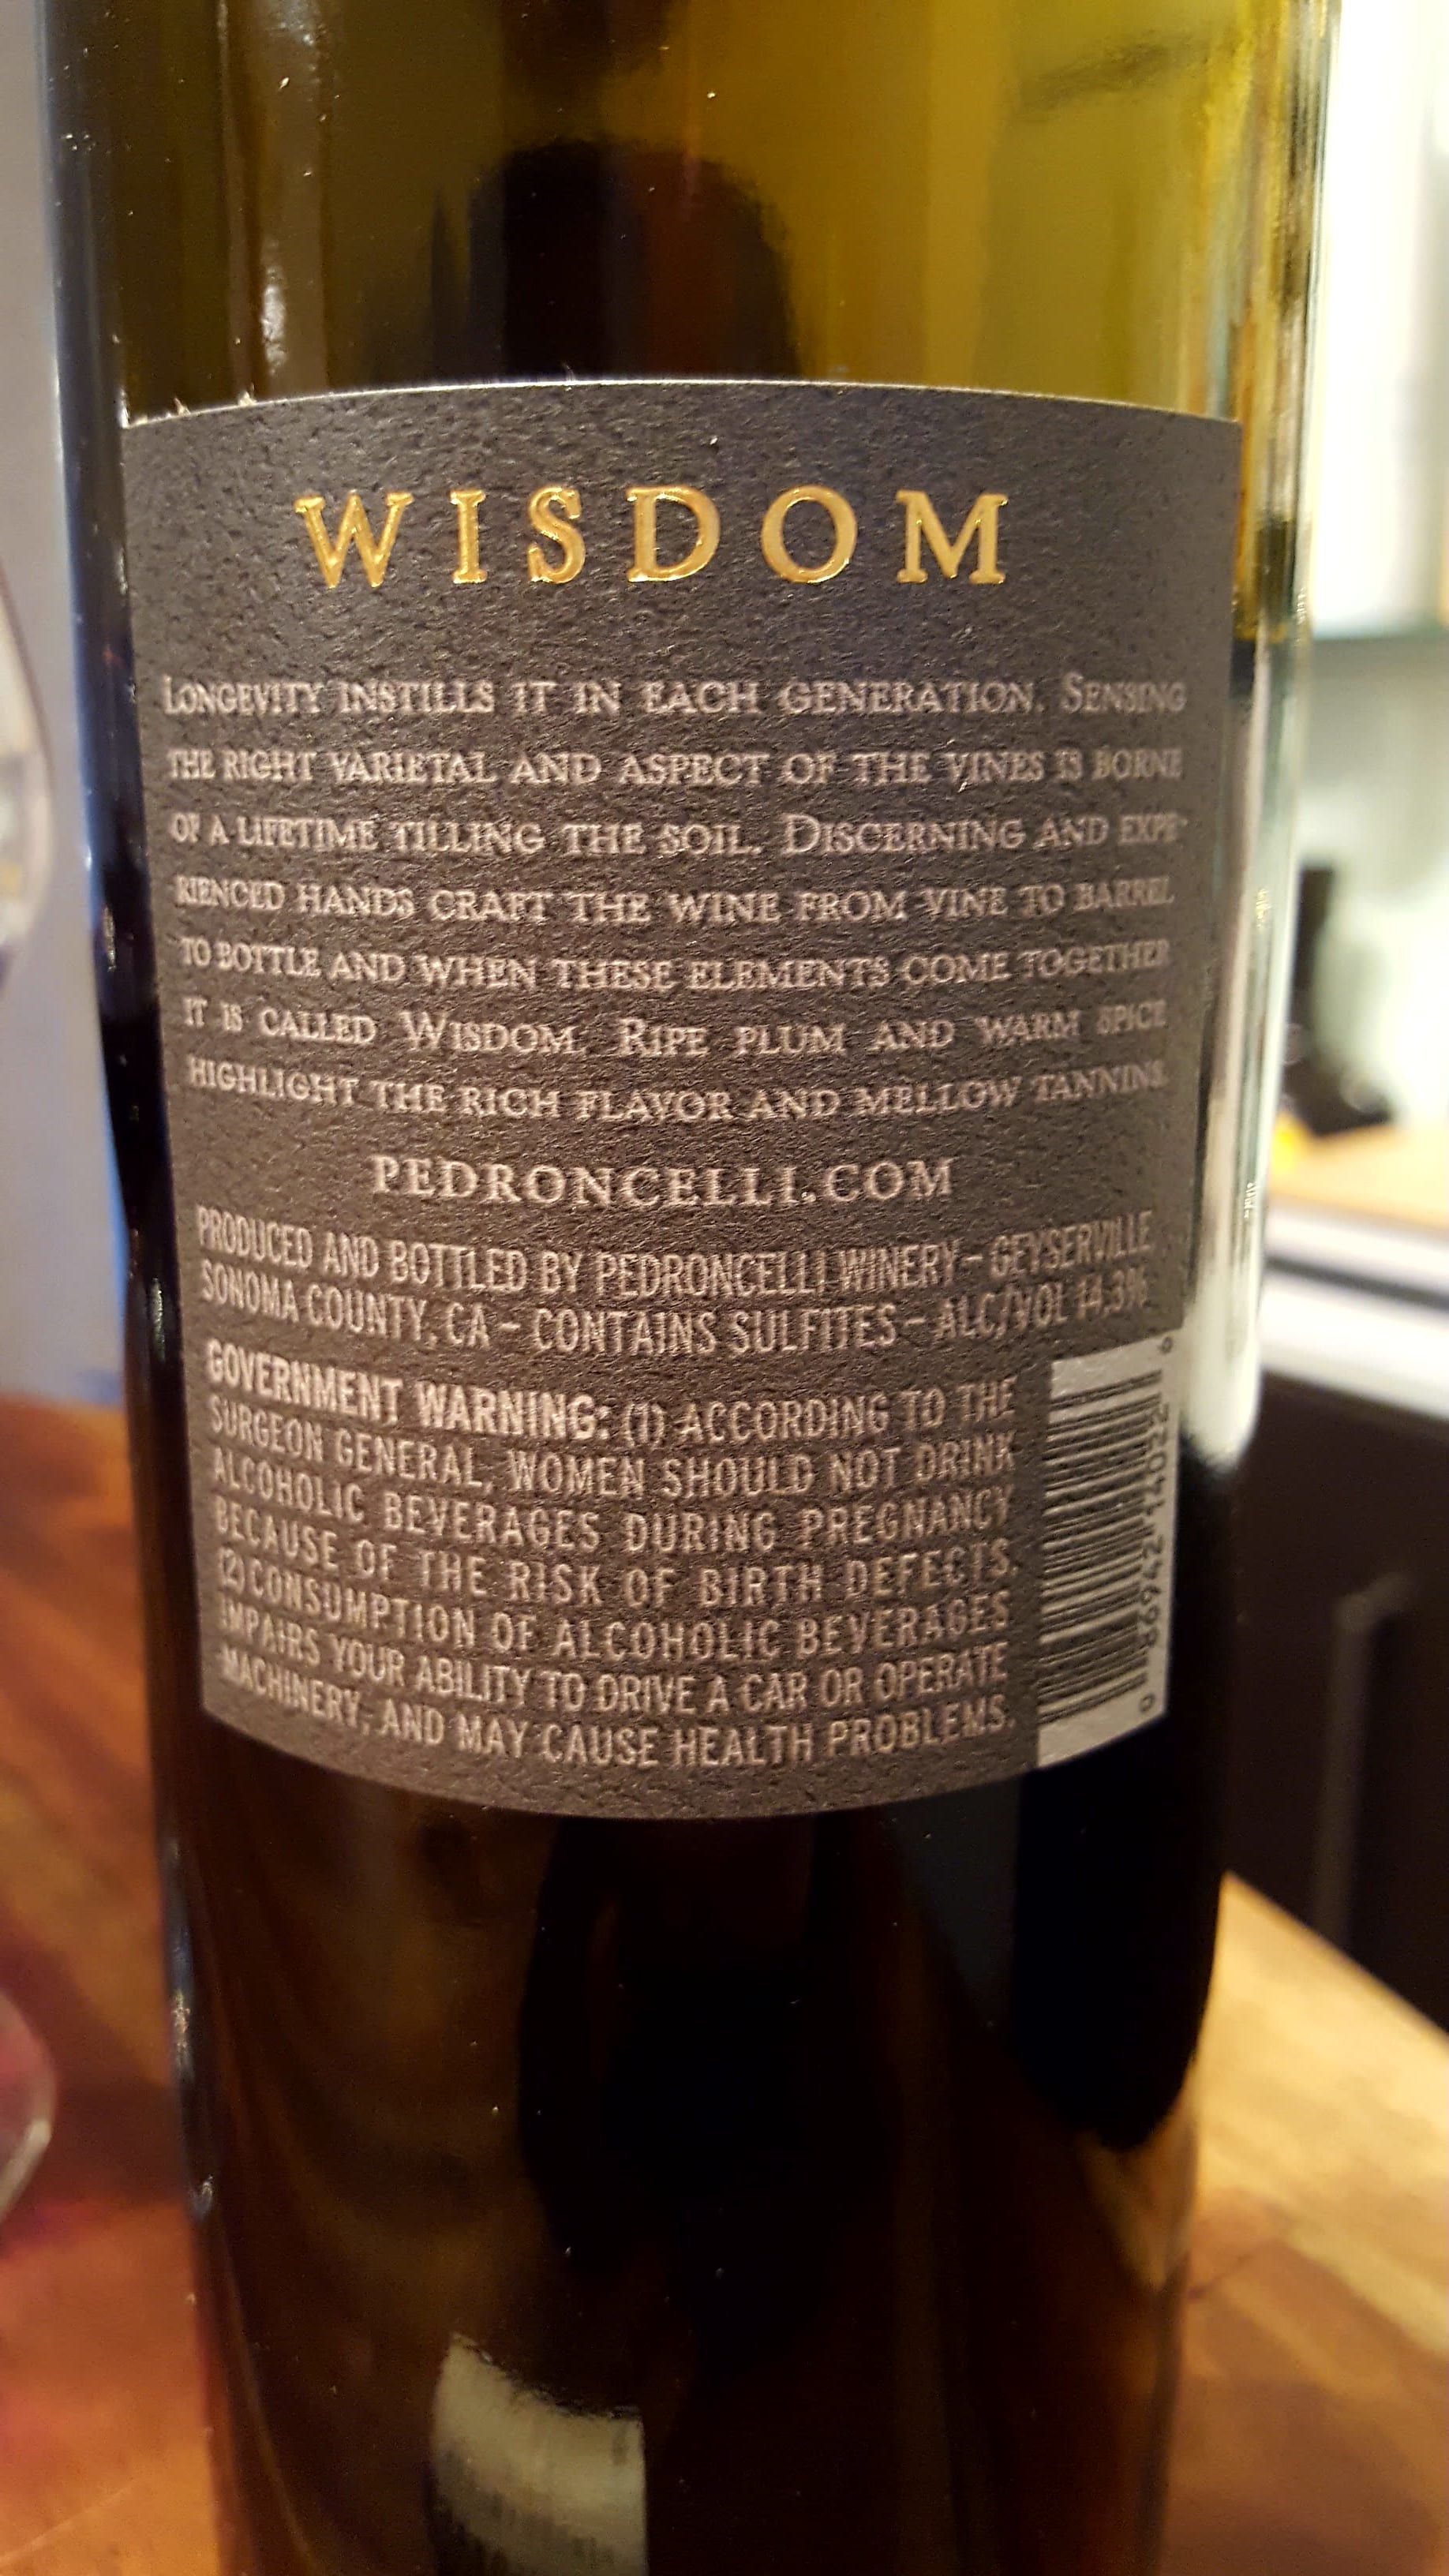 WISDOM
LONGEVITY INSTILLS IT IN EACH GENERATION. SENSING
THE RIGHT VARIETAL AND ASPECT OF THE VINES IS BORNE
OF A LIFETIME TILLING THE SOIL. DISCERNING AND EXPE-
RIENCED HANDS CRAFT THE WINE FROM VINE TO BARREL
TO BOTTLE AND WHEN THESE ELEMENTS COME TOGETHER
IT IS CALLED WISDOM. RIPE PLUM AND WARM SPICE
HIGHLIGHT THE RICH FLAVOR AND MELLOW TANNINS.
PEDRONCELLI.COM
PRODUCED AND BOTTLED BY PEDRONCELLI WINERY – GEYSERVILLE
SONOMA COUNTY, CA – CONTAINS SULFITES – ALC/VOL 14.3%
GOVERNMENT WARNING: (1) ACCORDING TO THE
SURGEON GENERAL, WOMEN SHOULD NOT DRINK
ALCOHOLIC BEVERAGES DURING PREGNANCY
BECAUSE OF THE RISK OF BIRTH DEFECTS.
(2) CONSUMPTION OF ALCOHOLIC BEVERAGES
IMPAIRS YOUR ABILITY TO DRIVE A CAR OR OPERATE
MACHINERY, AND MAY CAUSE HEALTH PROBLEMS.